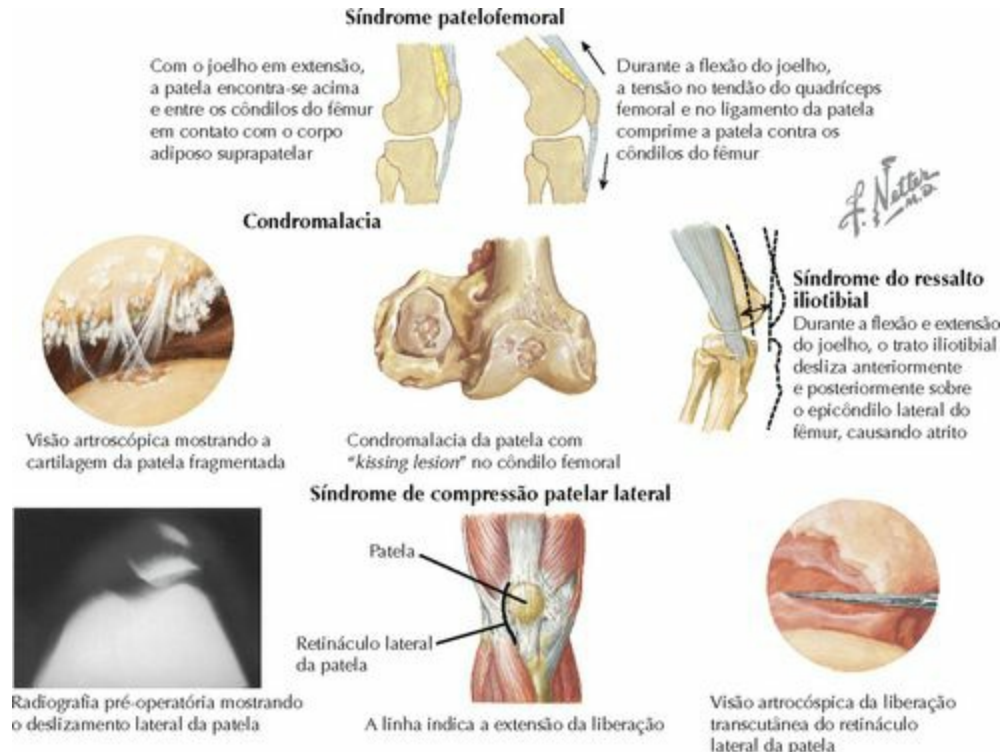 Síndrome patelofemoral
Com o joelho em extensão,
a patela encontra-se acima
e entre os côndilos do fêmur
em contato com o corpo
adiposo suprapatelar
Durante a flexão do joelho,
a tensão no tendão do quadríceps
femoral e no ligamento da patela
comprime a patela contra os
côndilos do fêmur
F. Netter
M.D.
Condromalacia
Visão artroscópica mostrando a
cartilagem da patela fragmentada
Condromalacia da patela com
“kissing lesion” no côndilo femoral
Síndrome do ressalto
iliotibial
Durante a flexão e extensão
do joelho, o trato iliotibial
desliza anteriormente
e posteriormente sobre
o epicôndilo lateral do
fêmur, causando atrito
Síndrome de compressão patelar lateral
Radiografia pré-operatória mostrando
o deslizamento lateral da patela
Patela
Retináculo lateral
da patela
A linha indica a extensão da liberação
Visão artrocóspica da liberação
transcutânea do retináculo
lateral da patela